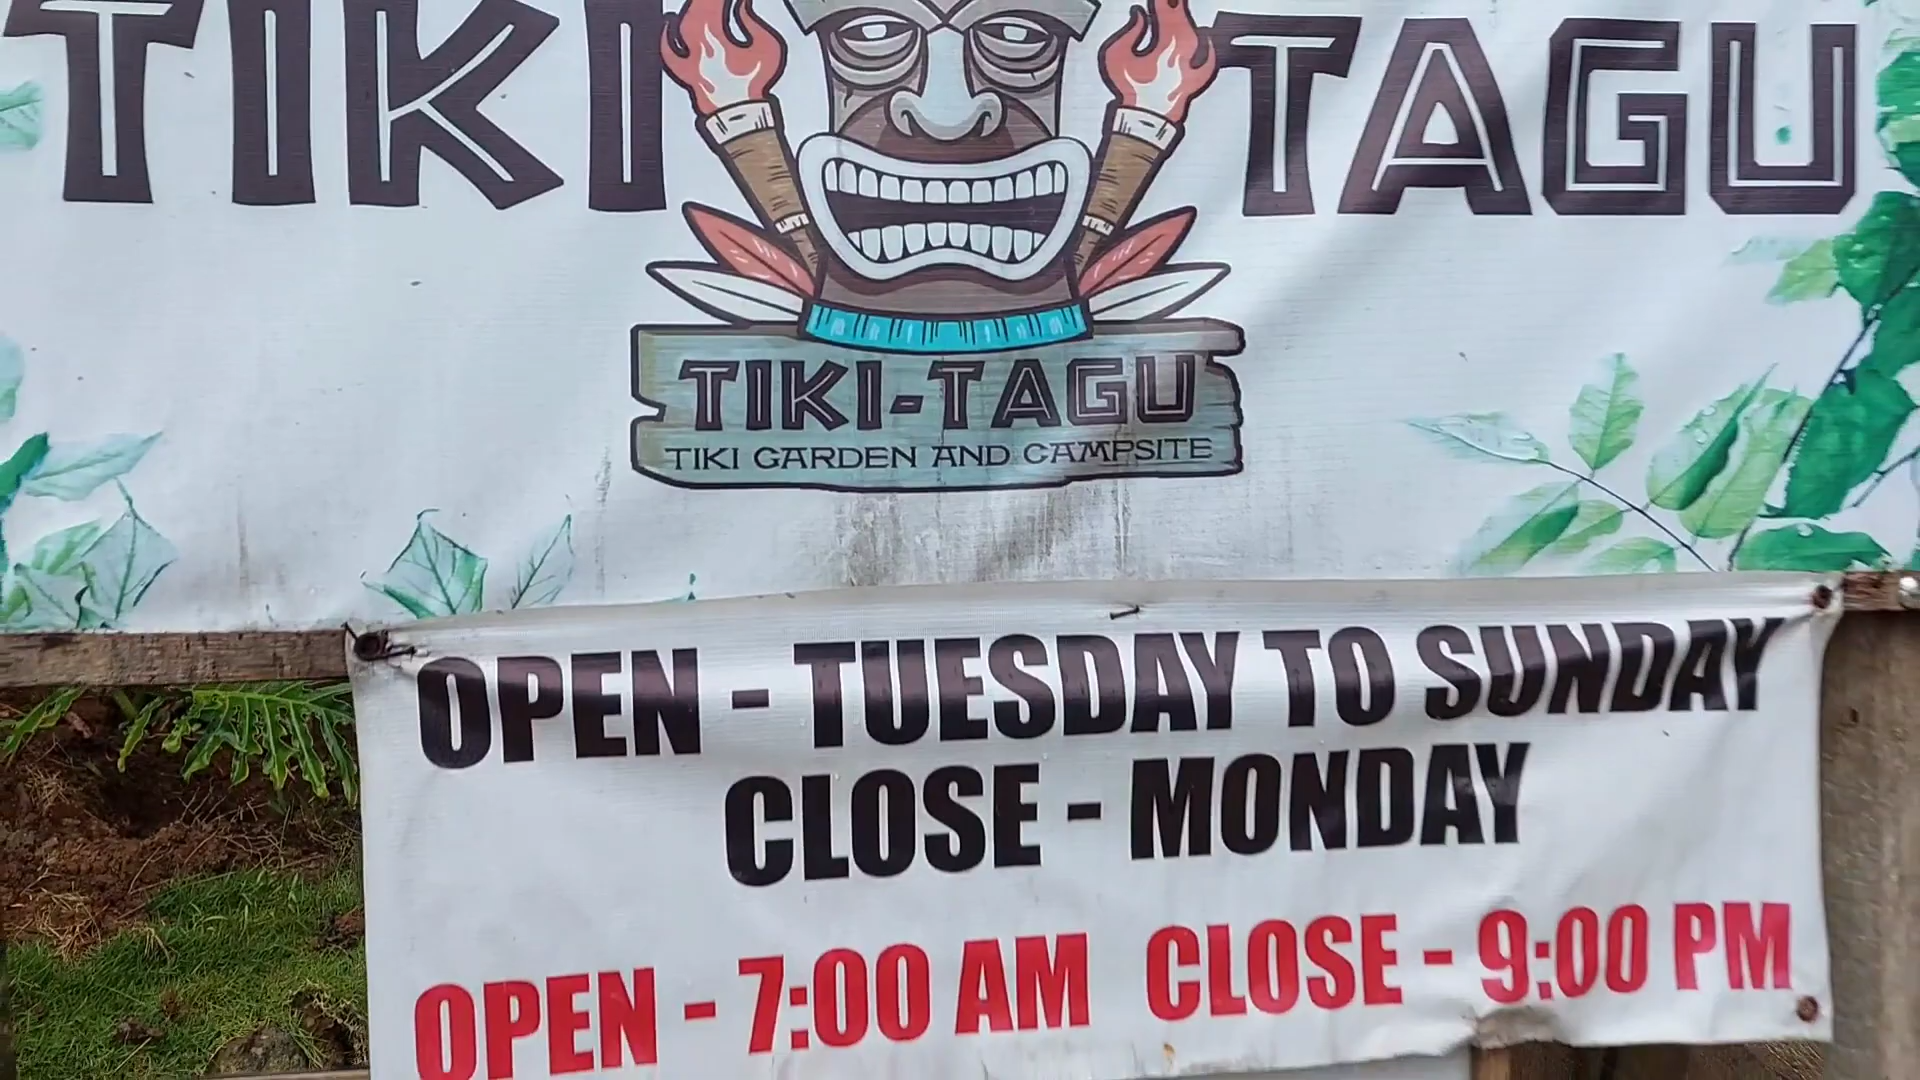 TIKI TAGU
TIKI-TAGU
TIKI GARDEN AND CAMPSITE
OPEN - TUESDAY TO SUNDAY
CLOSE - MONDAY
OPEN - 7:00 AM CLOSE - 9:00 PM